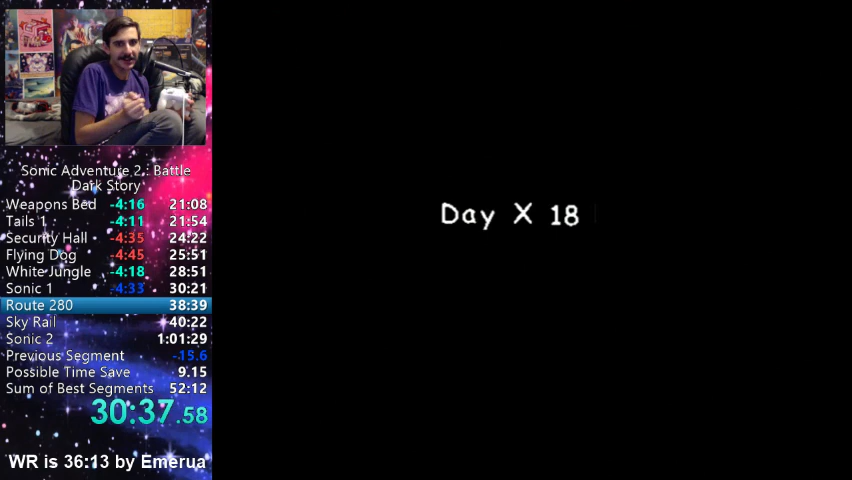 Sonic Adventure 2 : Battle
Dark Story
Weapons Bed -4:16 21:08
Tails 1 -4:11 21:54
Security Hall -4:35 24:22
Flying Dog -4:45 25:51
White Jungle -4:18 28:51
Sonic 1 -4:33 30:21
Route 280 38:39
Sky Rail 40:22
Sonic 2 1:01:29
Previous Segment -15.6
Possible Time Save 9.15
Sum of Best Segments 52:12
30:37.58
WR is 36:13 by Emerua
Day X 18